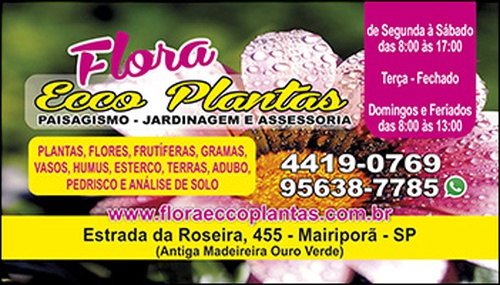 Flora
Ecco Plantas
PAISAGISMO - JARDINAGEM E ASSESSORIA
de Segunda à Sábado
das 8:00 às 17:00
Terça - Fechado
Domingos e Feriados
das 8:00 às 13:00
PLANTAS, FLORES, FRUTÍFERAS, GRAMAS,
VASOS, HUMUS, ESTERCO, TERRAS, ADUBO,
PEDRISCO E ANÁLISE DE SOLO
4419-0769
95638-7785
www.floraeccoplantas.com.br
Estrada da Roseira, 455 - Mairiporã - SP
(Antiga Madeireira Ouro Verde)